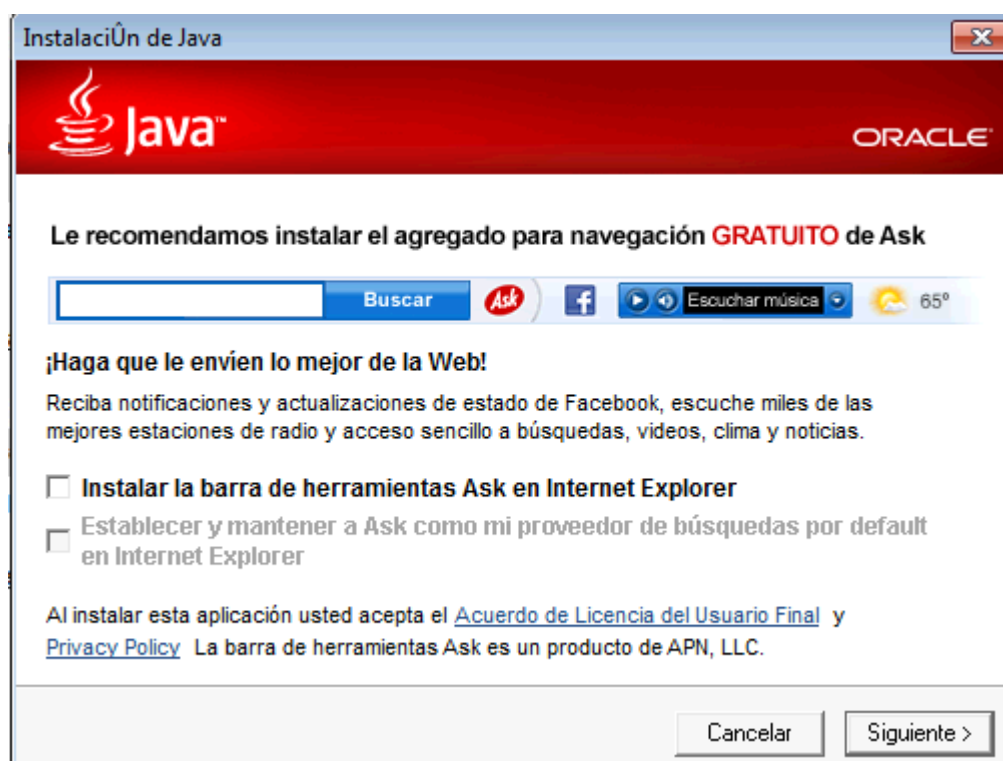 InstalaciÛn de Java
Java™
ORACLE
Le recomendamos instalar el agregado para navegación GRATUITO de Ask
Buscar Ask f Escuchar música 65º
¡Haga que le envíen lo mejor de la Web!
Reciba notificaciones y actualizaciones de estado de Facebook, escuche miles de las
mejores estaciones de radio y acceso sencillo a búsquedas, videos, clima y noticias.
Instalar la barra de herramientas Ask en Internet Explorer
Establecer y mantener a Ask como mi proveedor de búsquedas por default
en Internet Explorer
Al instalar esta aplicación usted acepta el Acuerdo de Licencia del Usuario Final y
Privacy Policy La barra de herramientas Ask es un producto de APN, LLC.
Cancelar Siguiente >